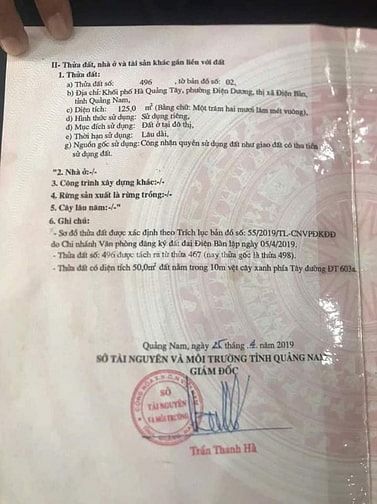 II- Thửa đất, nhà ở và tài sản khác gắn liền với đất
1. Thửa đất:
a) Thửa đất số: 496 , tờ bản đồ số: 02,
b) Địa chỉ: Khối phố Hà Quảng Tây, phường Điện Dương, thị xã Điện Bàn,
tỉnh Quảng Nam,
c) Diện tích: 125,0 m² (Bằng chữ: Một trăm hai mươi lăm mét vuông),
d) Hình thức sử dụng: Sử dụng riêng,
đ) Mục đích sử dụng: Đất ở tại đô thị,
e) Thời hạn sử dụng: Lâu dài,
g) Nguồn gốc sử dụng: Công nhận quyền sử dụng đất như giao đất có thu tiền
sử dụng đất.
"2. Nhà ở:-/-
3. Công trình xây dựng khác:-/-
4. Rừng sản xuất là rừng trồng:-/-
5. Cây lâu năm:-/-"
6. Ghi chú:
- Sơ đồ thửa đất được xác định theo Trích lục bản đồ số: 55/2019/TL-CNVPĐKĐĐ
do Chi nhánh Văn phòng đăng ký đất đai Điện Bàn lập ngày 05/4/2019.
- Thửa đất số: 496 được tách ra từ thửa 467 (nay thửa gốc là thửa 498).
- Thửa đất có diện tích 50,0m² đất nằm trong 10m vệt cây xanh phía Tây đường ĐT 603a.
Quảng Nam, ngày 25 tháng 4 năm 2019
SỞ TÀI NGUYÊN VÀ MÔI TRƯỜNG TỈNH QUẢNG NAM
GIÁM ĐỐC
SỞ
TÀI NGUYÊN
VÀ MÔI TRƯỜNG
Trần Thanh Hà